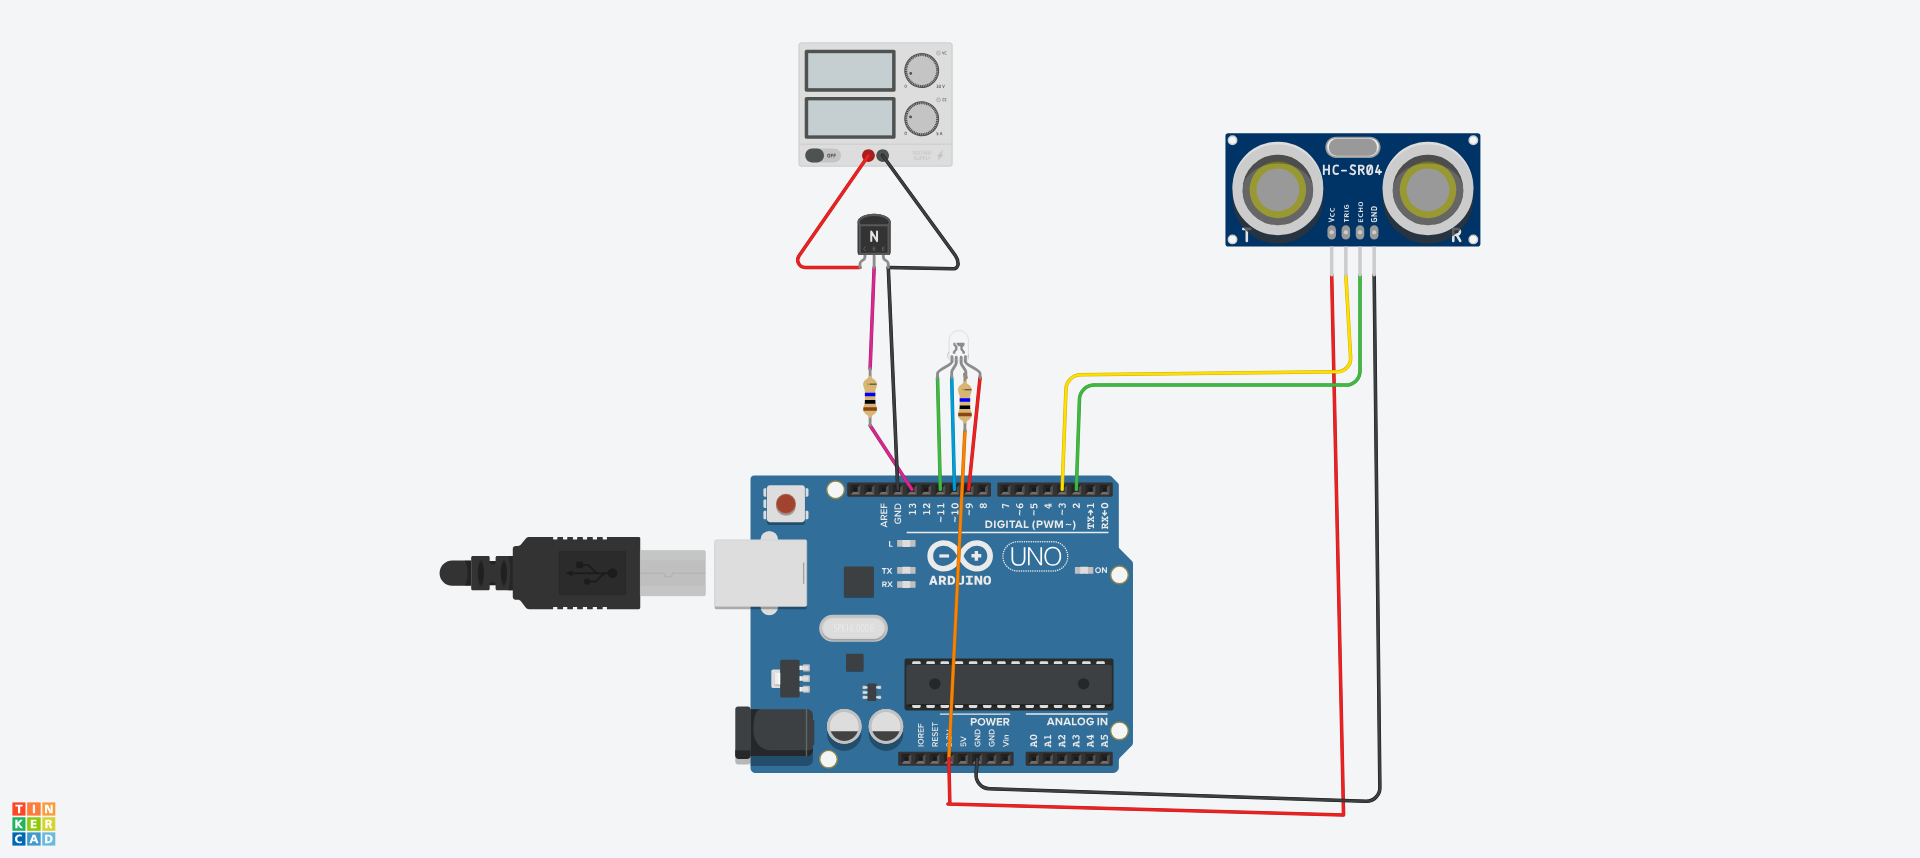 OFF
N
HC-SR04
Vcc
TRIG
ECHO
GND
T
R
AREF
GND
13
12
~11
~10
~9
8
7
~6
~5
4
~3
2
TX→1
RX←0
DIGITAL (PWM~)
L
TX
RX
ARDUINO
UNO
ON
POWER
ANALOG IN
IOREF
RESET
5V
GND
GND
Vin
A0
A1
A2
A3
A4
A5
TIN
KER
CAD